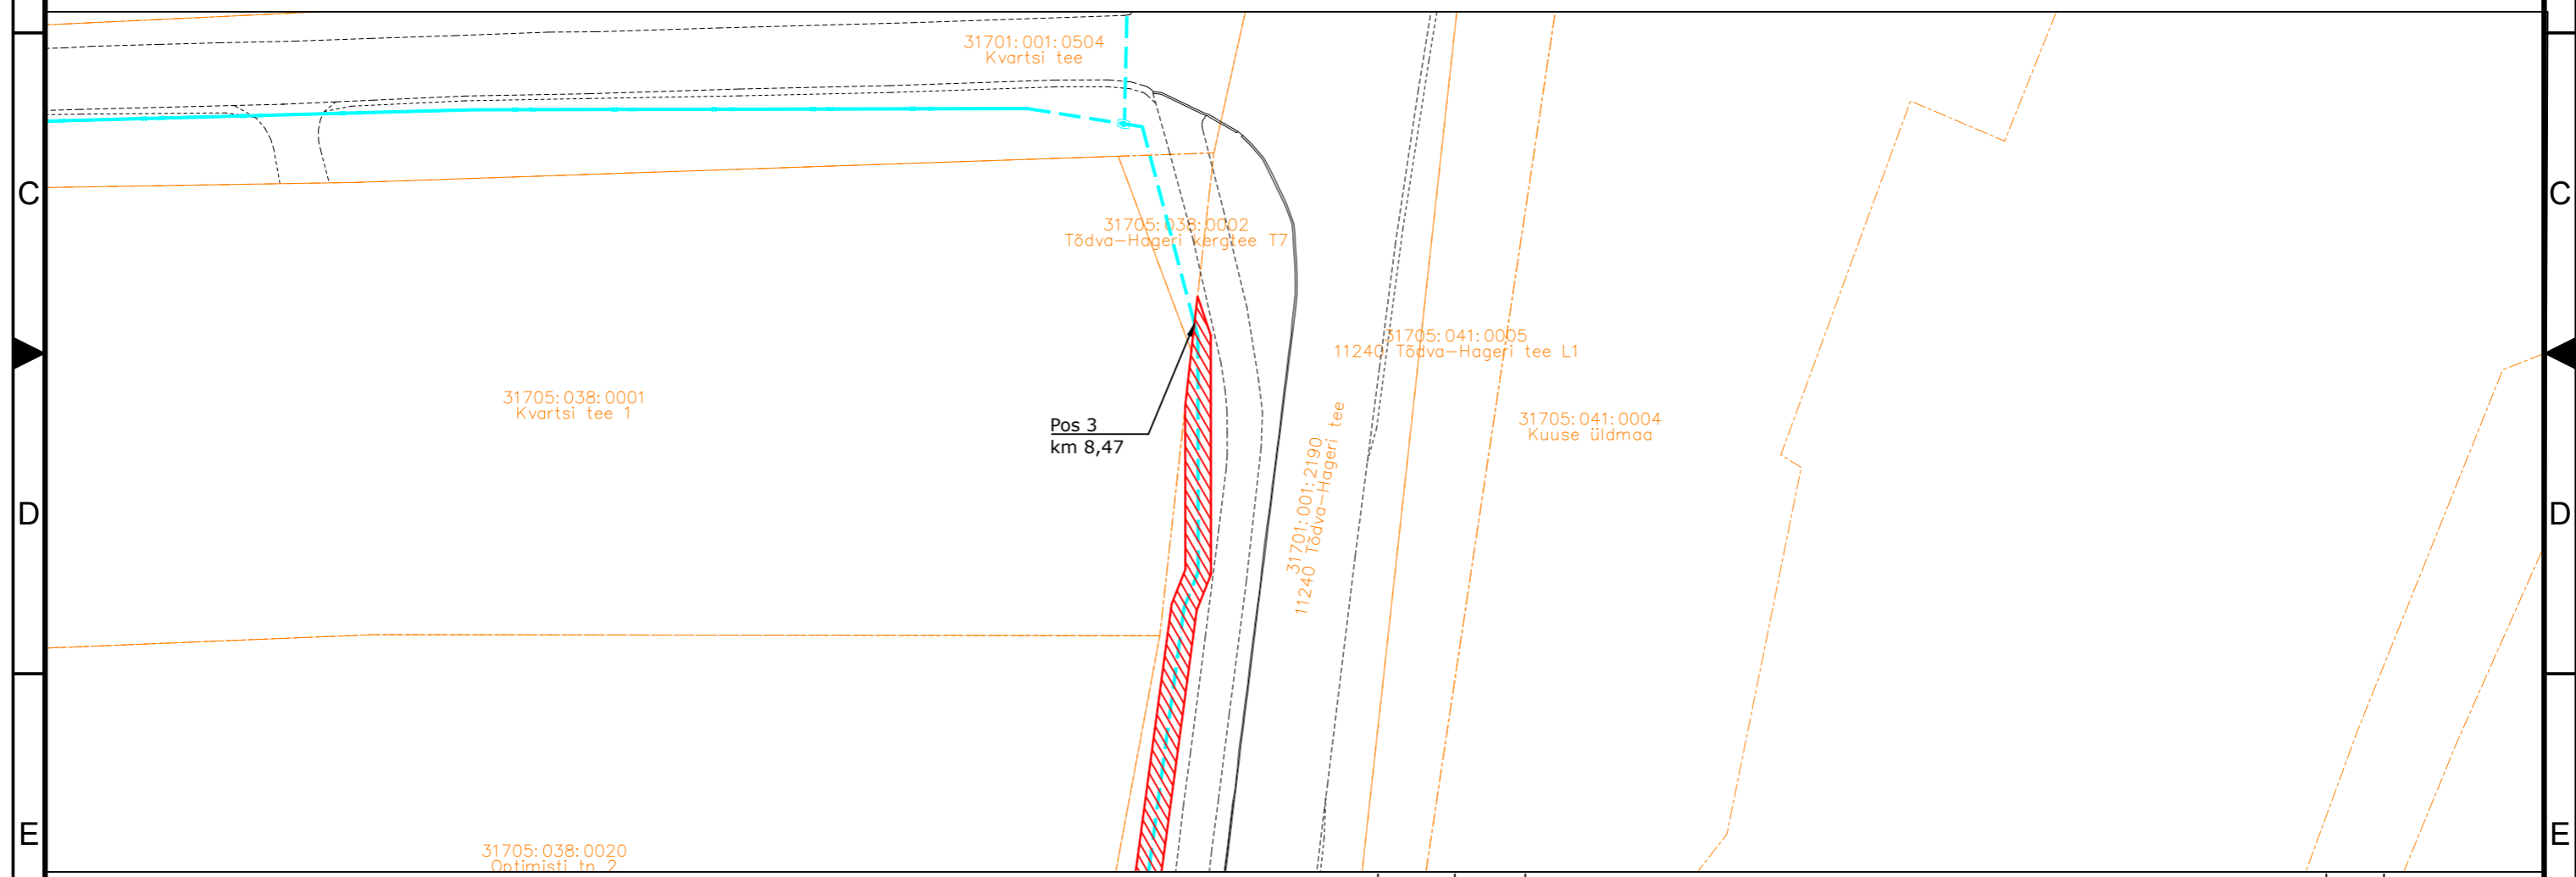 31701:001:0504
Kvartsi tee
C
C
31705:038:0002
Tõdva-Hageri kergtee T7
31705:041:0005
11240 Tõdva-Hageri tee L1
31705:038:0001
Kvartsi tee 1
31705:041:0004
Kuuse üldmaa
Pos 3
km 8,47
31701:001:2190
11240 Tõdva-Hageri tee
D
D
E
E
31705:038:0020
Optimisti tn 2